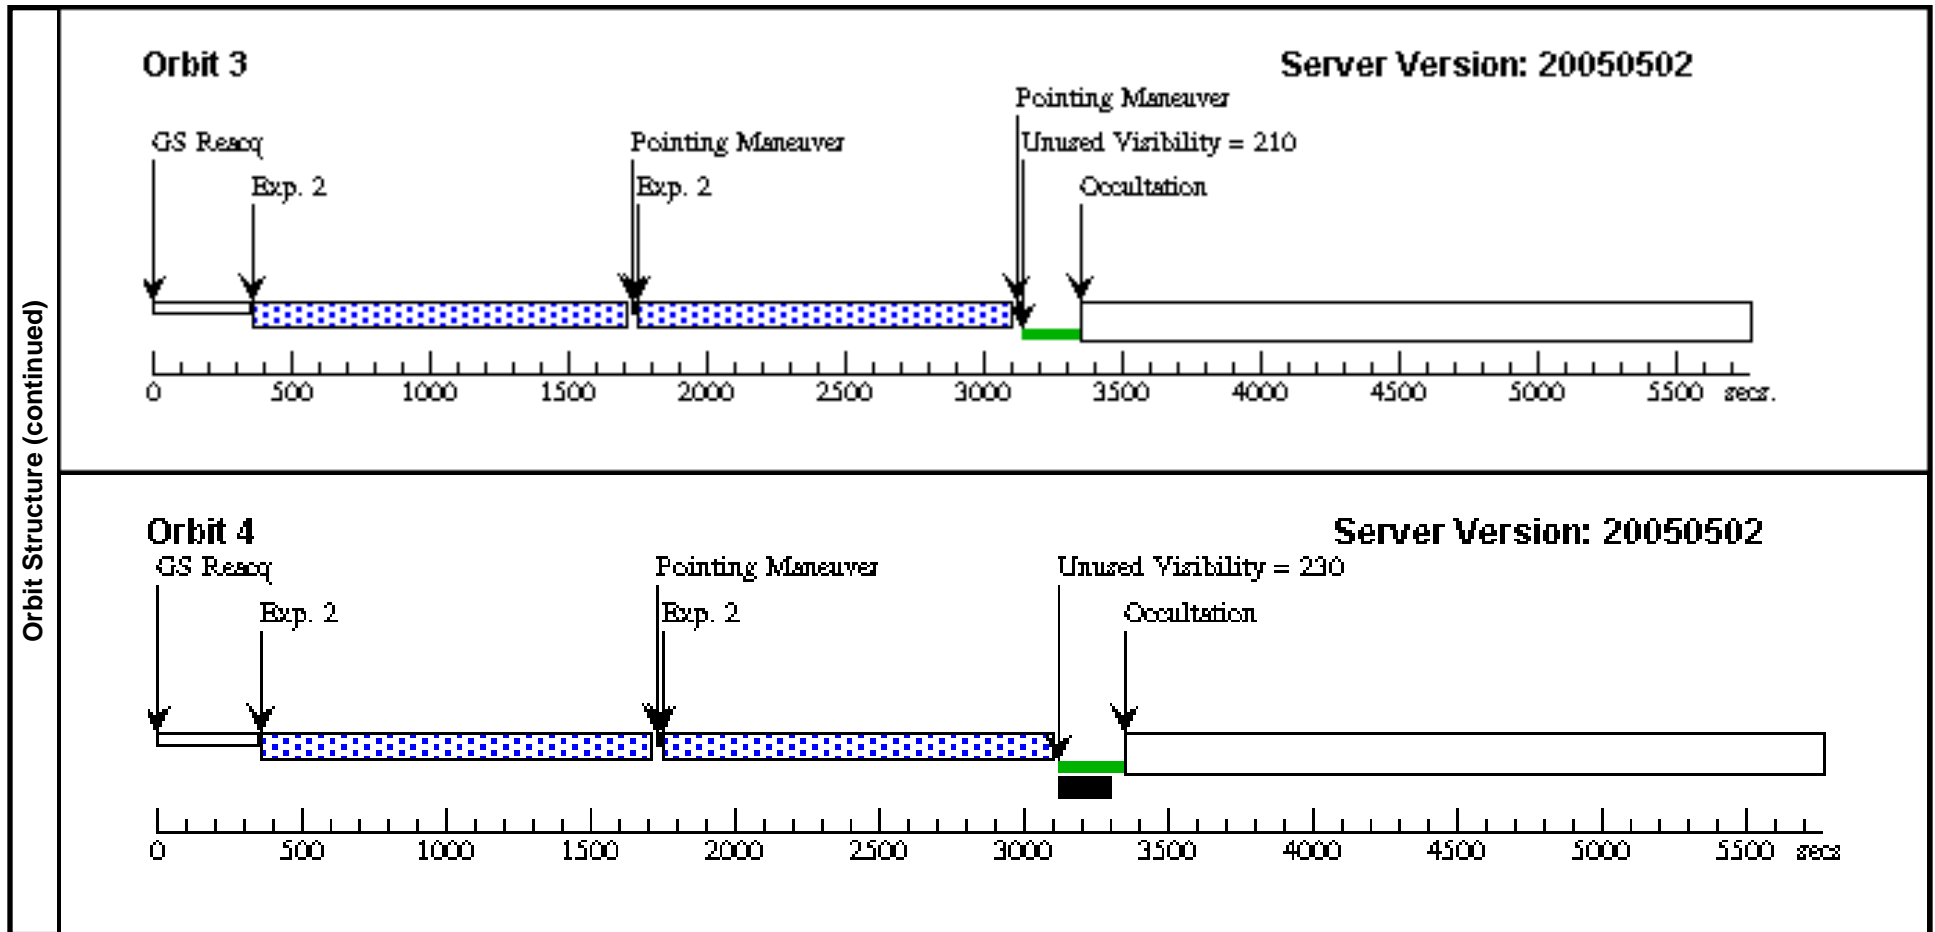 Orbit Structure (continued)
Orbit 3
Server Version: 20050502
Pointing Maneuver
GS Reacq
Pointing Maneuver
Unused Visibility = 210
Exp. 2
Exp. 2
Occultation
0 500 1000 1500 2000 2500 3000 3500 4000 4500 5000 5500 secs.
Orbit 4
Server Version: 20050502
GS Reacq
Pointing Maneuver
Unused Visibility = 230
Exp. 2
Exp. 2
Occultation
0 500 1000 1500 2000 2500 3000 3500 4000 4500 5000 5500 secs